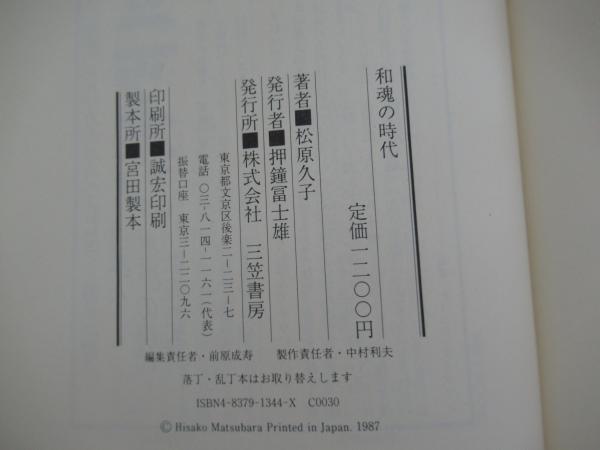 和魂の時代
定価一二〇〇円
著者■松原久子
発行者■押鐘冨士雄
発行所■株式会社 三笠書房
東京都文京区後楽二−二三−七
電話 〇三−八一四−一一六一(代表)
振替口座 東京三−二二〇九六
印刷所■誠宏印刷
製本所■宮田製本
編集責任者・前原成寿 製作責任者・中村利夫
落丁・乱丁本はお取り替えします
ISBN4-8379-1344-X C0030
© Hisako Matsubara Printed in Japan. 1987